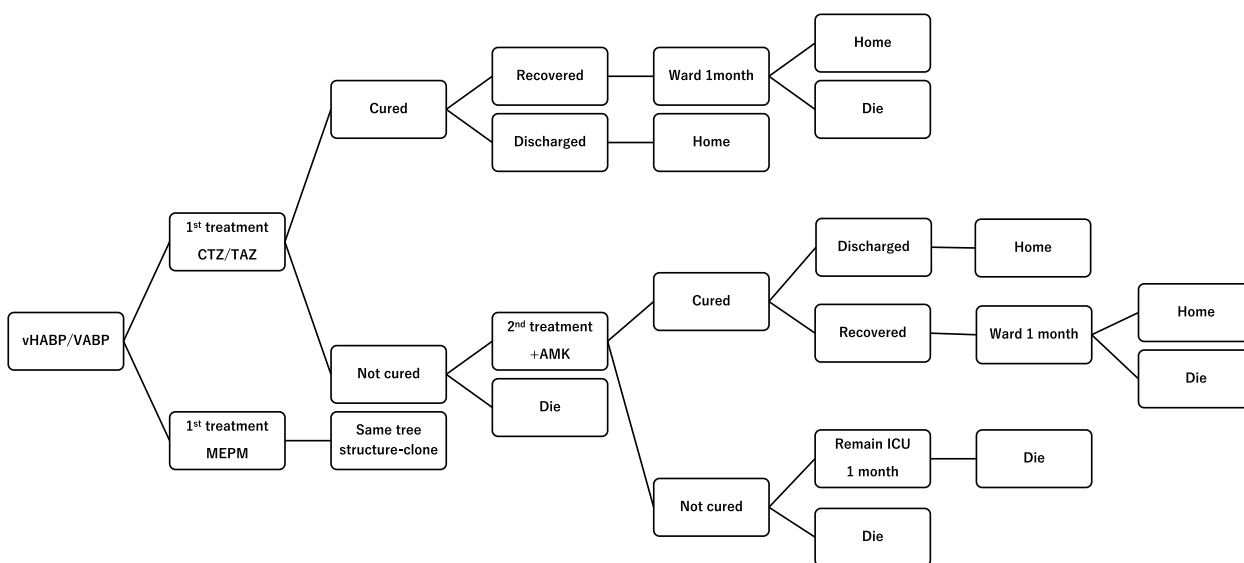 Home
Recovered
Ward 1month
Cured
Die
Discharged
Home
1st treatment
CTZ/TAZ
Discharged
Home
Cured
vHABP/VABP
2nd treatment
+AMK
Recovered
Ward 1 month
Home
Not cured
Die
Die
1st treatment
MEPM
Same tree
structure-clone
Remain ICU
1 month
Die
Not cured
Die